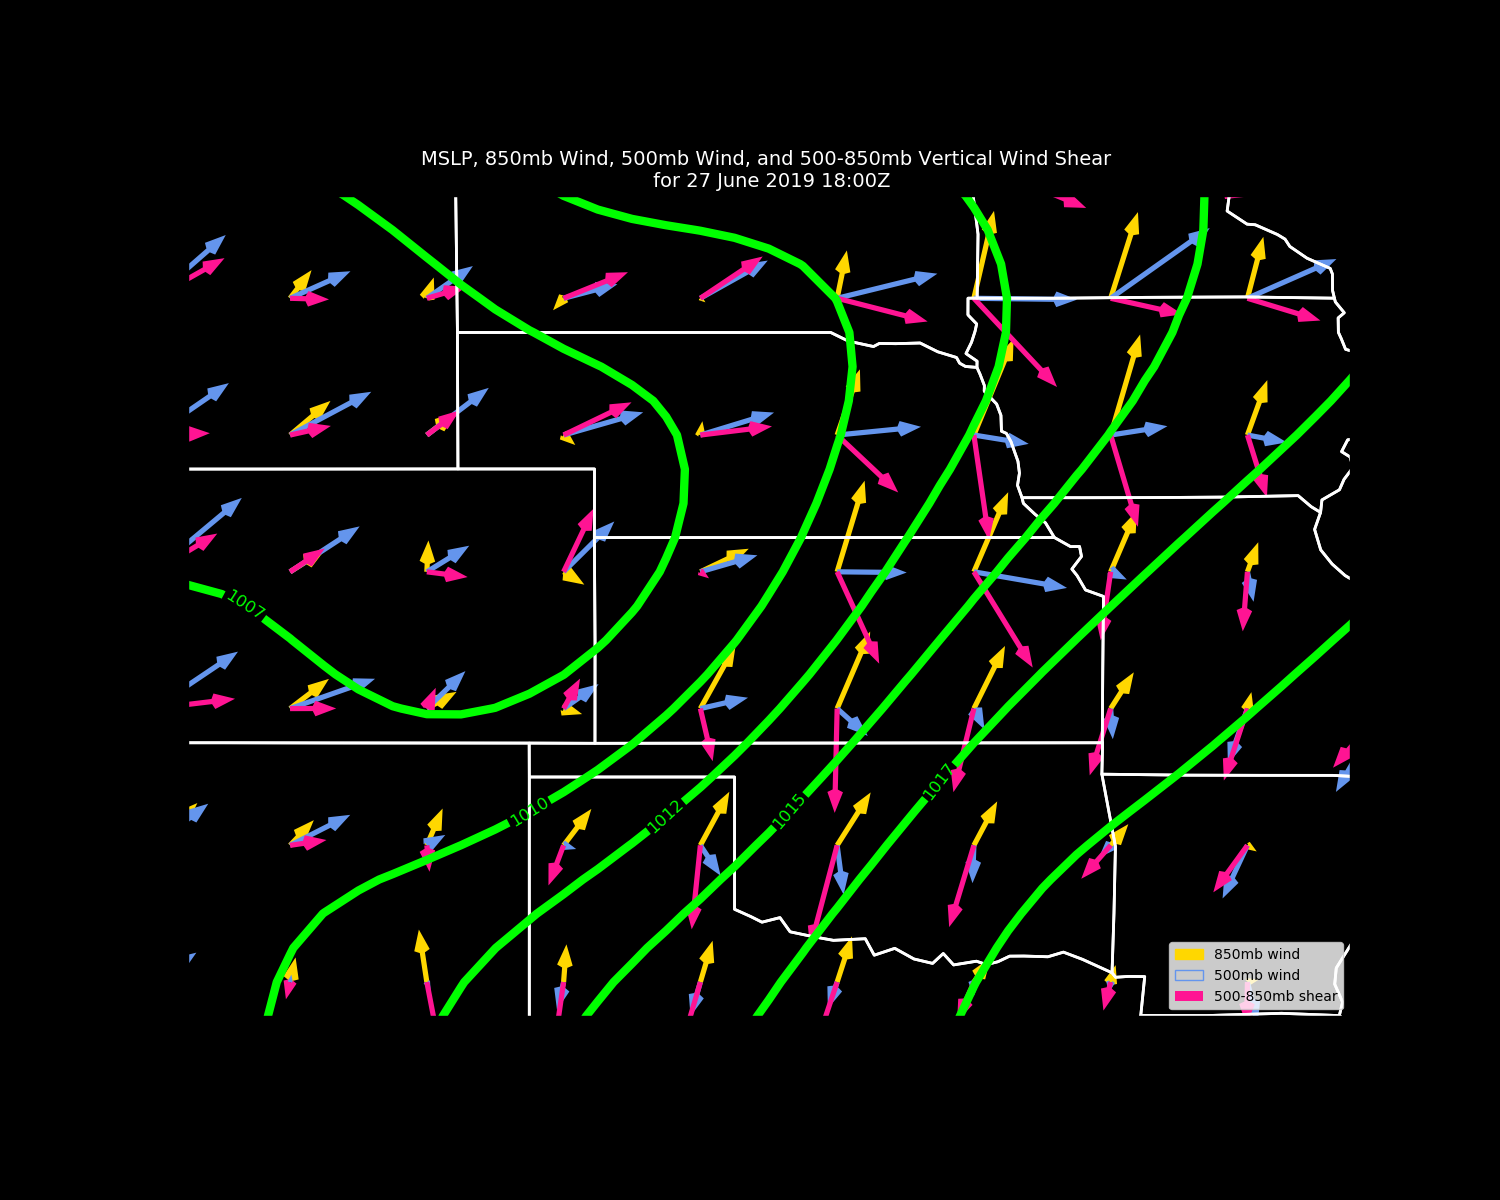 MSLP, 850mb Wind, 500mb Wind, and 500-850mb Vertical Wind Shear
for 27 June 2019 18:00Z
1007
1010
1012
1015
1017
850mb wind
500mb wind
500-850mb shear